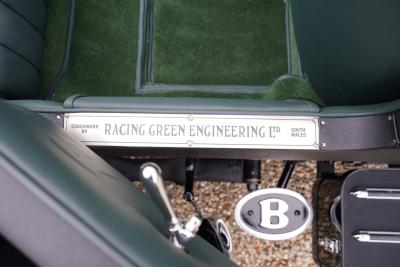 COACHWORK
BY
RACING GREEN ENGINEERING LTD.
SOUTH
WALES
B